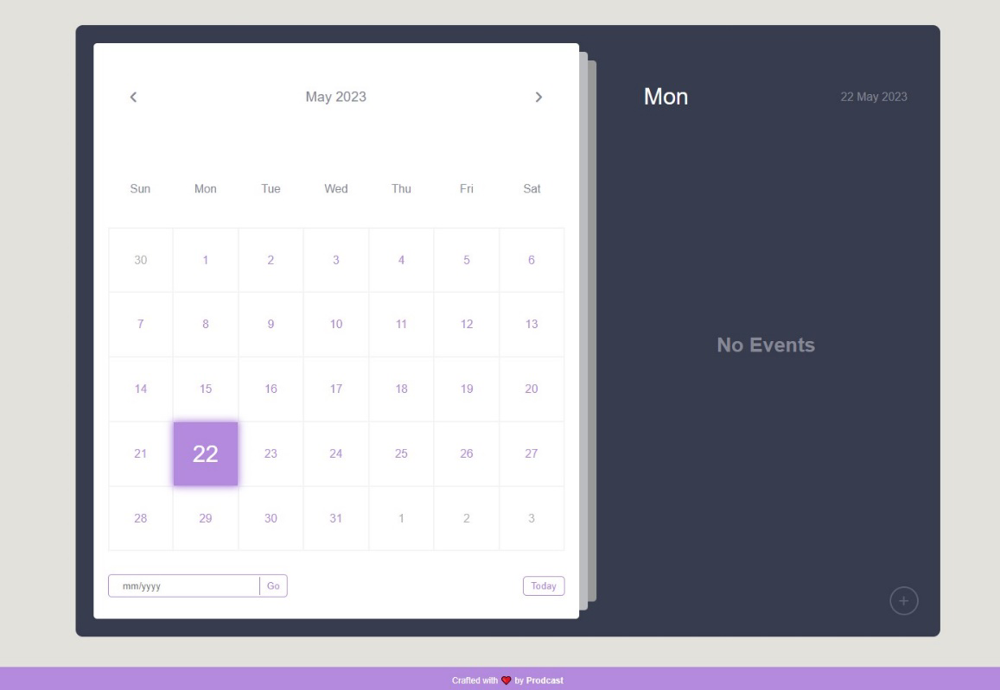 May 2023
Mon
22 May 2023
Sun Mon Tue Wed Thu Fri Sat
30 1 2 3 4 5 6
7 8 9 10 11 12 13
14 15 16 17 18 19 20
21 22 23 24 25 26 27
28 29 30 31 1 2 3
No Events
mm/yyyy Go Today
+
Crafted with ❤️ by Prodcast